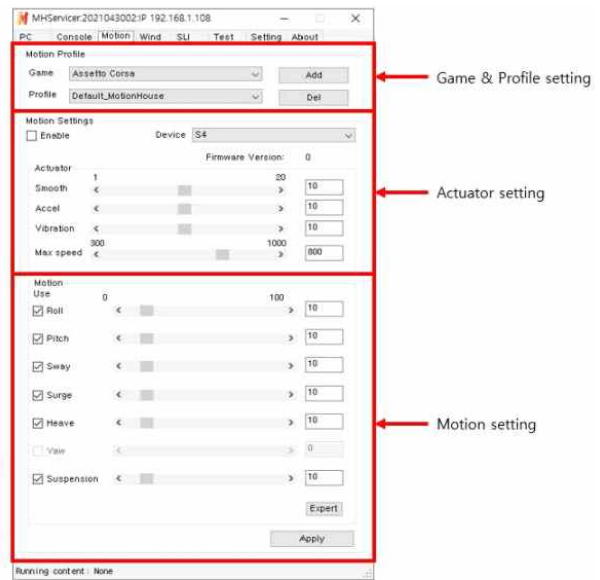 MHServicer:2021043002:IP 192.168.1.108
PC Console Motion Wind SLI Test Setting About
Motion Profile
Game Assetto Corsa Add
Profile Default_MotionHouse Del
Game & Profile setting
Motion Settings
Enable Device S4
Firmware Version: 0
Actuator
1 20
Smooth 10
Accel 10
Vibration 10
300 1000
Max speed 800
Actuator setting
Motion
Use 0 100
Roll 10
Pitch 10
Sway 10
Surge 10
Heave 10
Yaw 0
Suspension 10
Motion setting
Expert
Apply
Running content: None